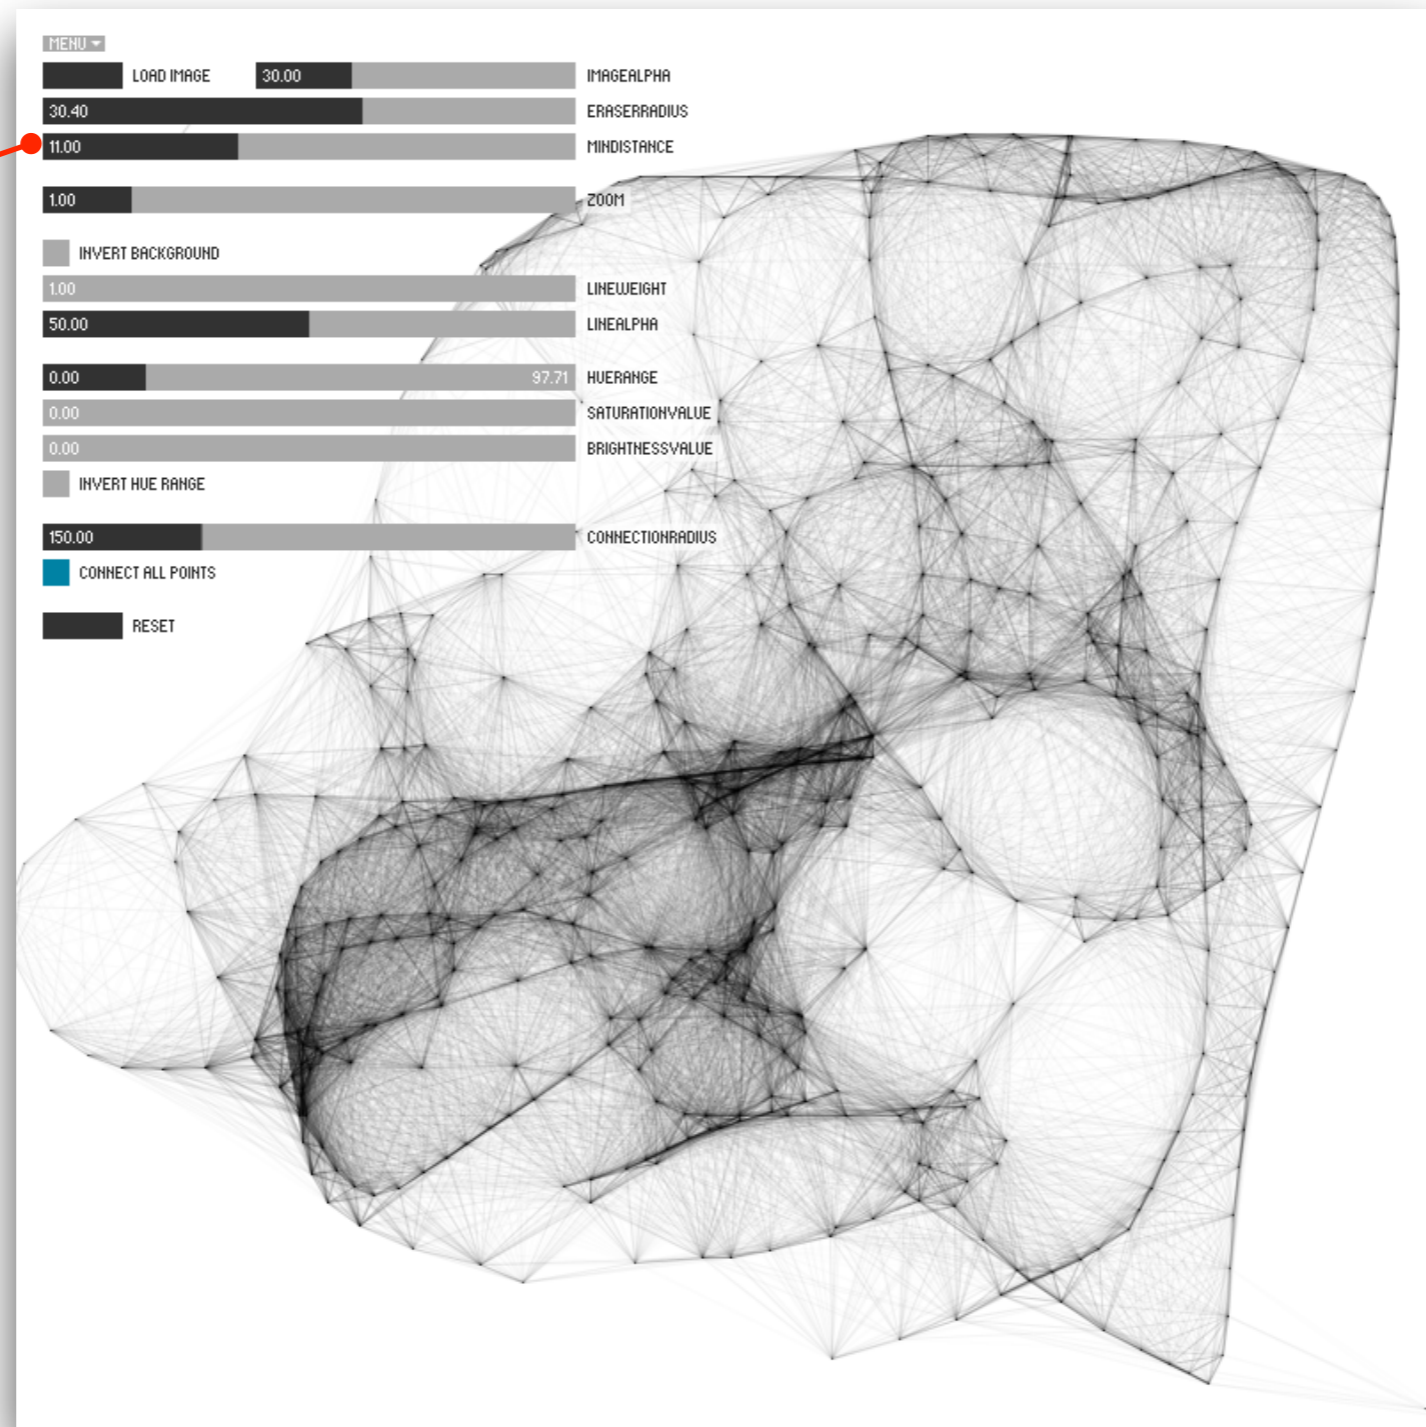 MENU
LOAD IMAGE 30.00 IMAGEALPHA
30.40 ERASERRADIUS
11.00 MINDISTANCE
1.00 ZOOM
INVERT BACKGROUND
1.00 LINEWEIGHT
50.00 LINEALPHA
0.00 97.71 HUERANGE
0.00 SATURATIONVALUE
0.00 BRIGHTNESSVALUE
INVERT HUE RANGE
150.00 CONNECTIONRADIUS
CONNECT ALL POINTS
RESET